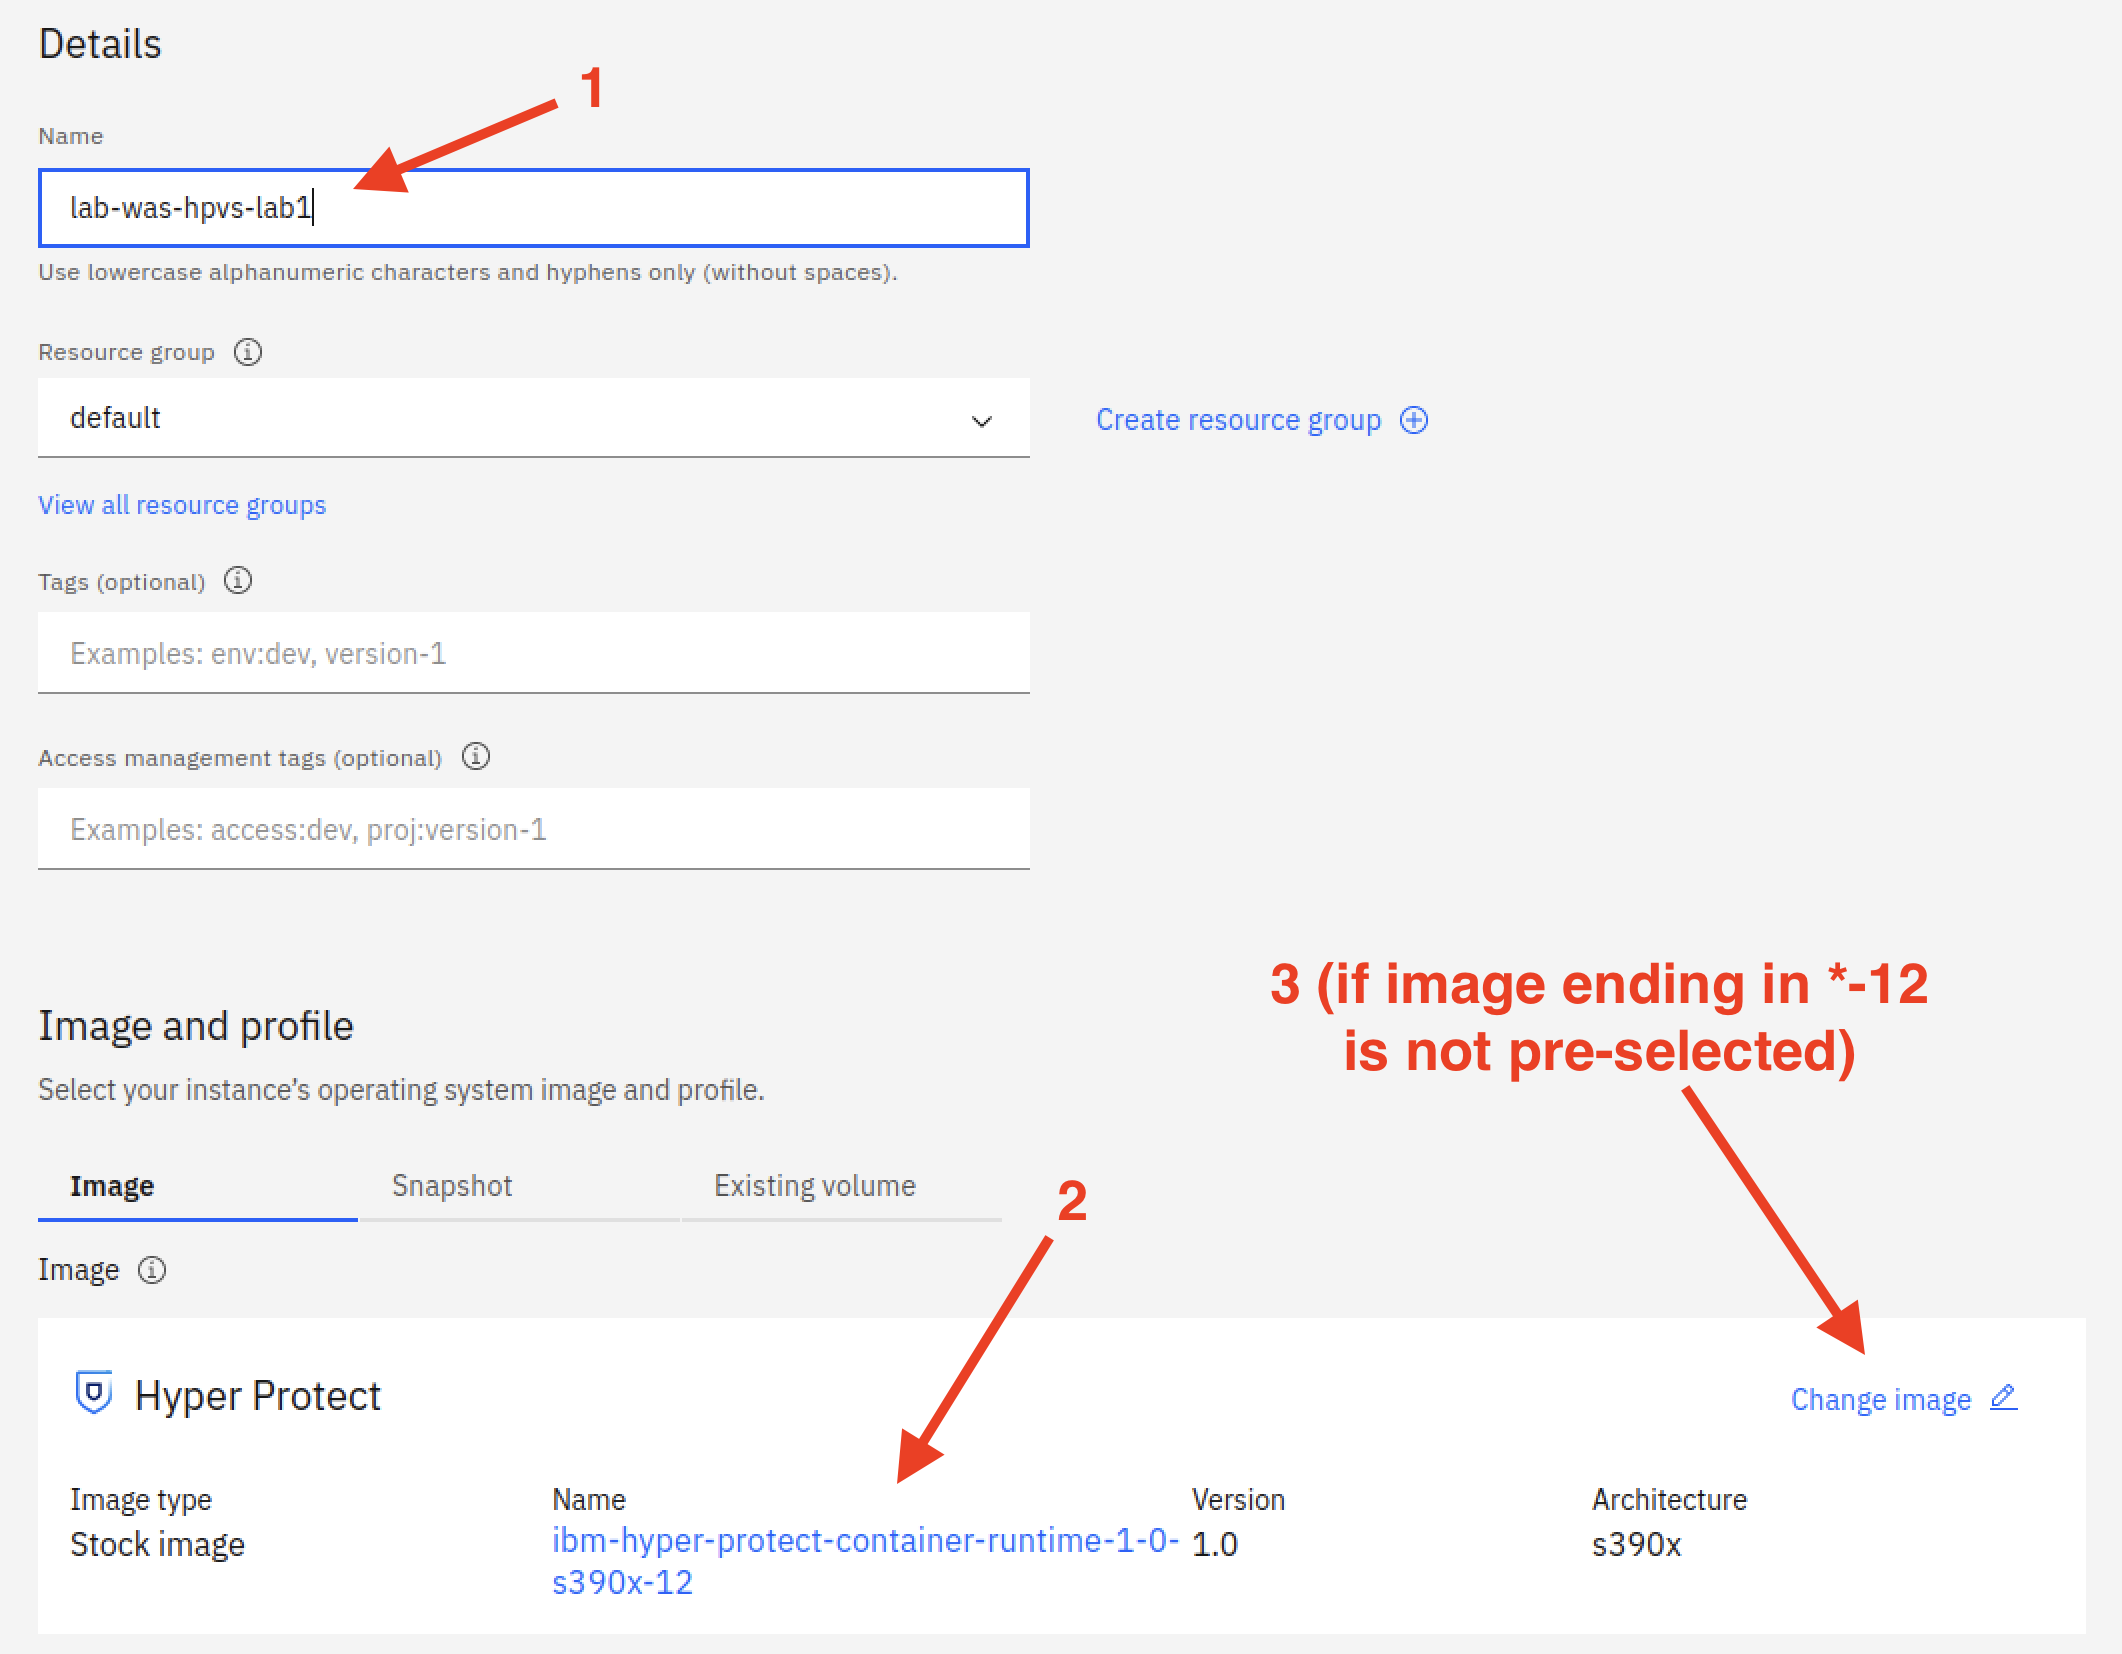 Details
1
Name
lab-was-hpvs-lab1
Use lowercase alphanumeric characters and hyphens only (without spaces).
Resource group
default
Create resource group
View all resource groups
Tags (optional)
Examples: env:dev, version-1
Access management tags (optional)
Examples: access:dev, proj:version-1
3 (if image ending in *-12
is not pre-selected)
Image and profile
Select your instance's operating system image and profile.
Image Snapshot Existing volume
2
Image
Hyper Protect
Change image
Image type Name Version Architecture
Stock image ibm-hyper-protect-container-runtime-1-0- 1.0 s390x
s390x-12